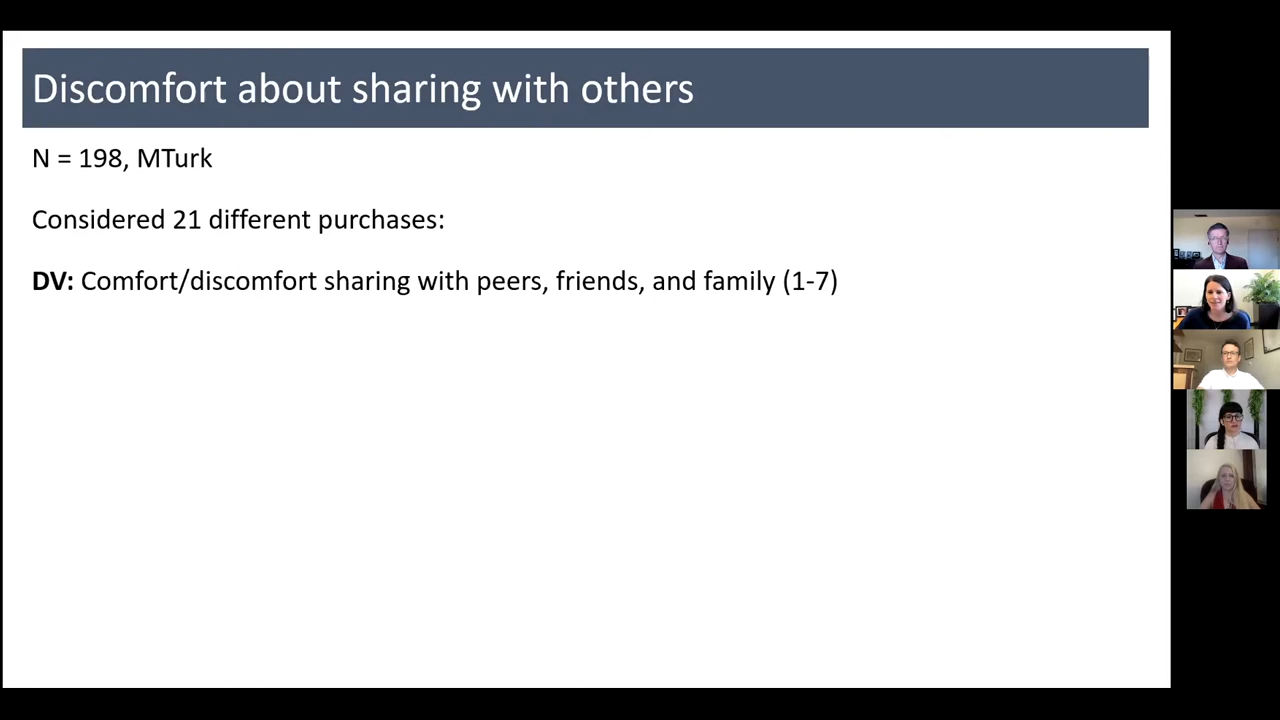 Discomfort about sharing with others
N = 198, MTurk
Considered 21 different purchases:
DV: Comfort/discomfort sharing with peers, friends, and family (1-7)